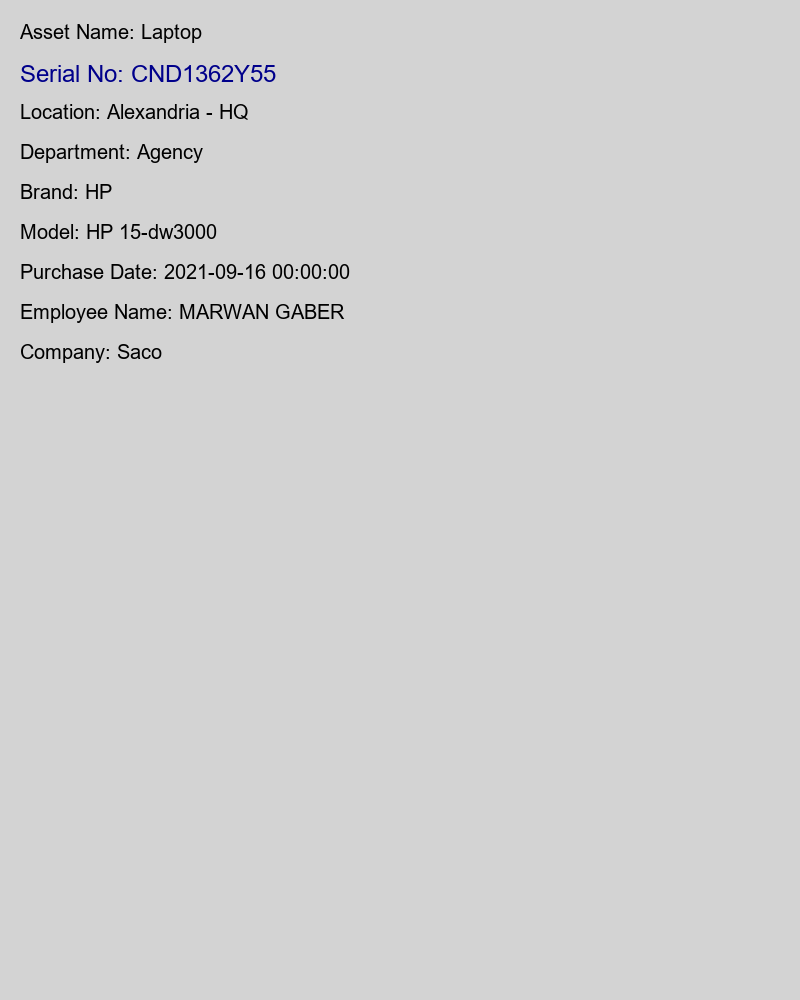 Asset Name: Laptop
Serial No: CND1362Y55
Location: Alexandria - HQ
Department: Agency
Brand: HP
Model: HP 15-dw3000
Purchase Date: 2021-09-16 00:00:00
Employee Name: MARWAN GABER
Company: Saco